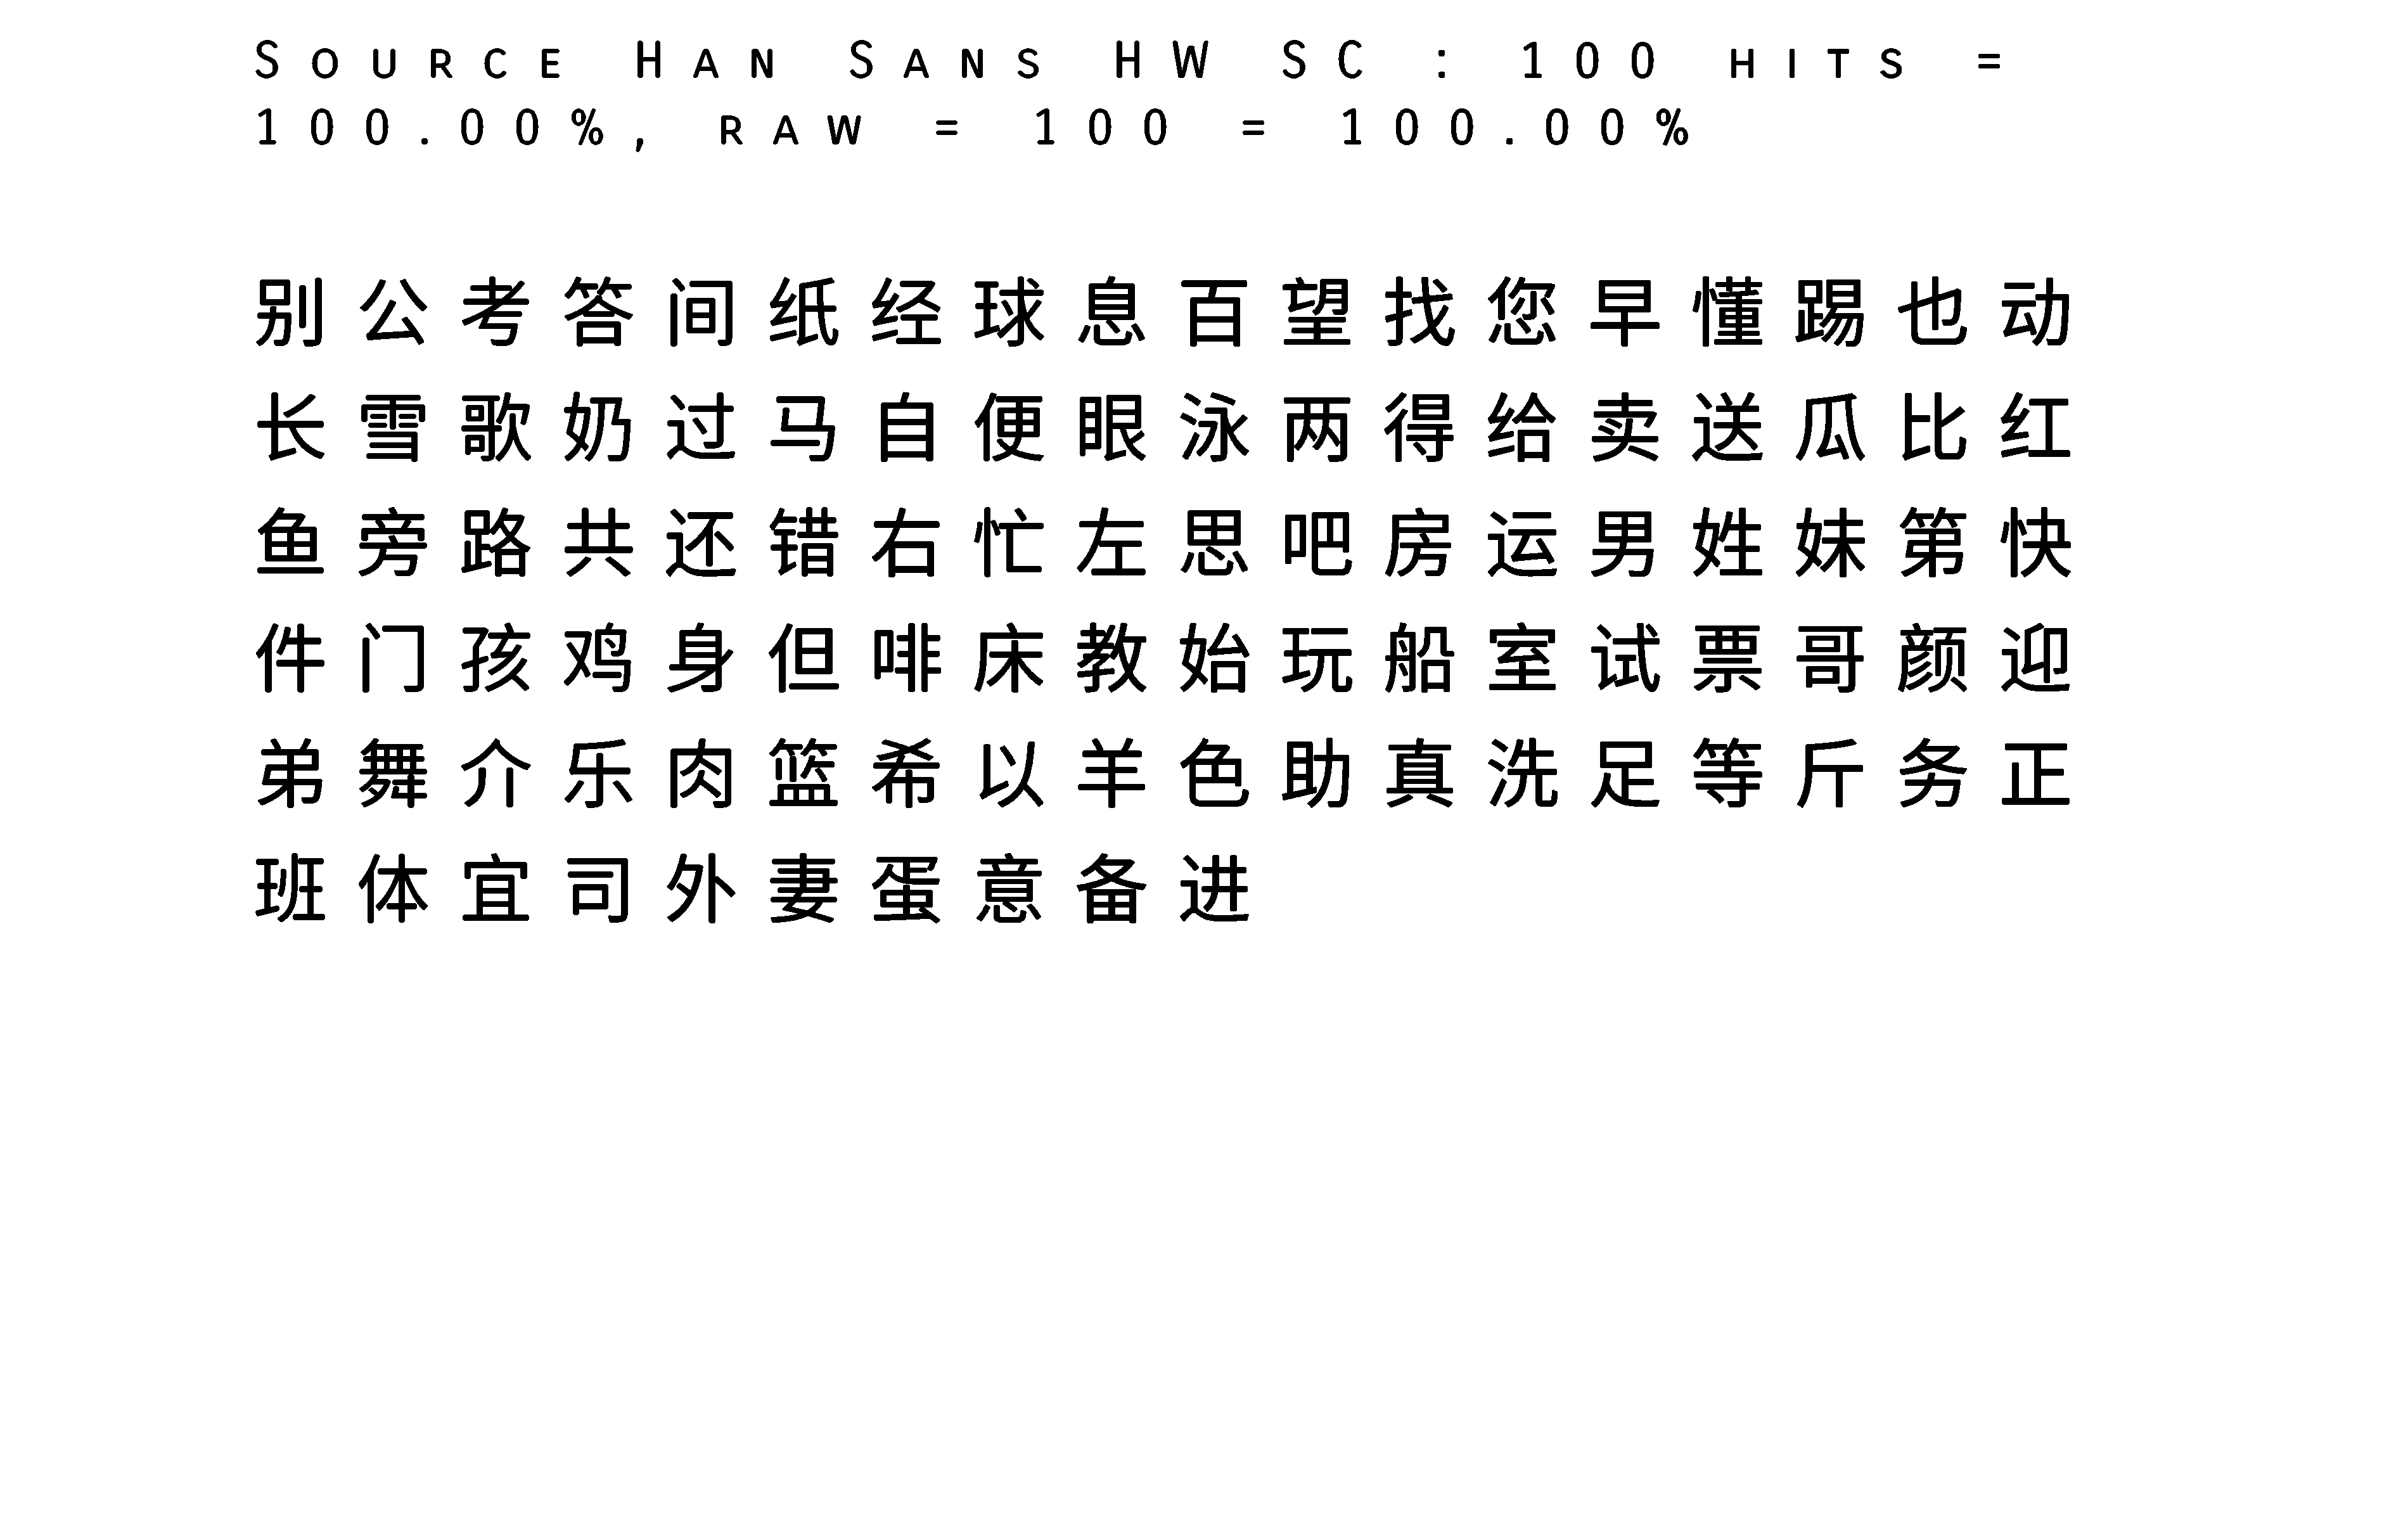 Source Han Sans HW SC : 100 hits =
100.00%, raw = 100 = 100.00%
别公考答间纸经球息百望找您早懂踢也动
长雪歌奶过马自便眼泳两得给卖送瓜比红
鱼旁路共还错右忙左思吧房运男姓妹第快
件门孩鸡身但啡床教始玩船室试票哥颜迎
弟舞介乐肉篮希以羊色助真洗足等斤务正
班体宜司外妻蛋意备进